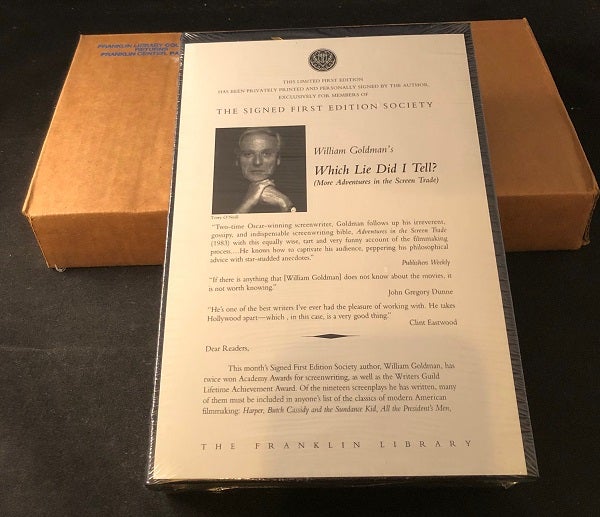 FRANKLIN LIBRARY COL
RETURNS
FRANKLIN CENTER, PA
THIS LIMITED FIRST EDITION
HAS BEEN PRIVATELY PRINTED AND PERSONALLY SIGNED BY THE AUTHOR,
EXCLUSIVELY FOR MEMBERS OF
THE SIGNED FIRST EDITION SOCIETY
William Goldman's
Which Lie Did I Tell?
(More Adventures in the Screen Trade)
Terry O'Neill
"Two-time Oscar-winning screenwriter, Goldman follows up his irreverent,
gossipy, and indispensable screenwriting bible, Adventures in the Screen Trade
(1983) with this equally wise, tart and very funny account of the filmmaking
process....He knows how to captivate his audience, peppering his philosophical
advice with star-studded anecdotes."
Publishers Weekly
"If there is anything that [William Goldman] does not know about the movies, it
is not worth knowing."
John Gregory Dunne
"He's one of the best writers I've ever had the pleasure of working with. He takes
Hollywood apart—which, in this case, is a very good thing."
Clint Eastwood
Dear Readers,
This month's Signed First Edition Society author, William Goldman, has
twice won Academy Awards for screenwriting, as well as the Writers Guild
Lifetime Achievement Award. Of the nineteen screenplays he has written, many
of them must be included in anyone's list of the classics of modern American
filmmaking: Harper, Butch Cassidy and the Sundance Kid, All the President's Men,
THE FRANKLIN LIBRARY